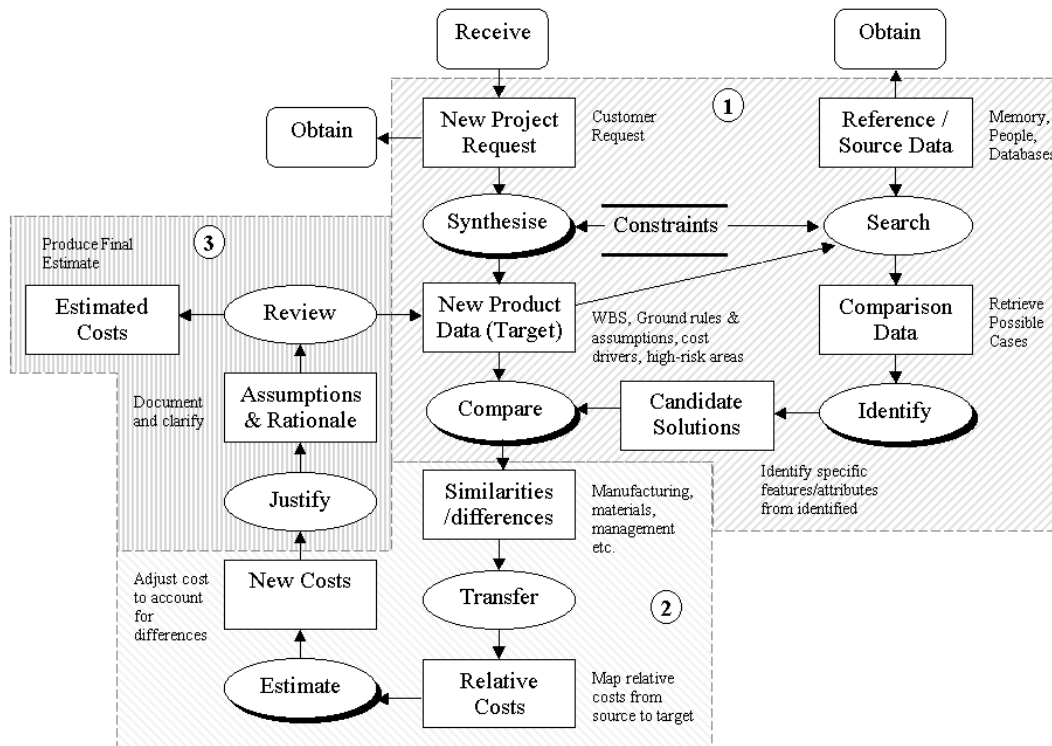 Receive
Obtain
1
New Project
Request
Customer
Request
Reference /
Source Data
Memory,
People,
Databases
Obtain
Synthesise
Constraints
Search
3
Produce Final
Estimate
Estimated
Costs
Review
New Product
Data (Target)
WBS, Ground rules &
assumptions, cost
drivers, high-risk areas
Comparison
Data
Retrieve
Possible
Cases
Document
and clarify
Assumptions
& Rationale
Compare
Candidate
Solutions
Identify
Identify specific
features/attributes
from identified
Justify
Similarities
/differences
Manufacturing,
materials,
management
etc.
Adjust cost
to account
for
differences
New Costs
Transfer
2
Estimate
Relative
Costs
Map relative
costs from
source to target